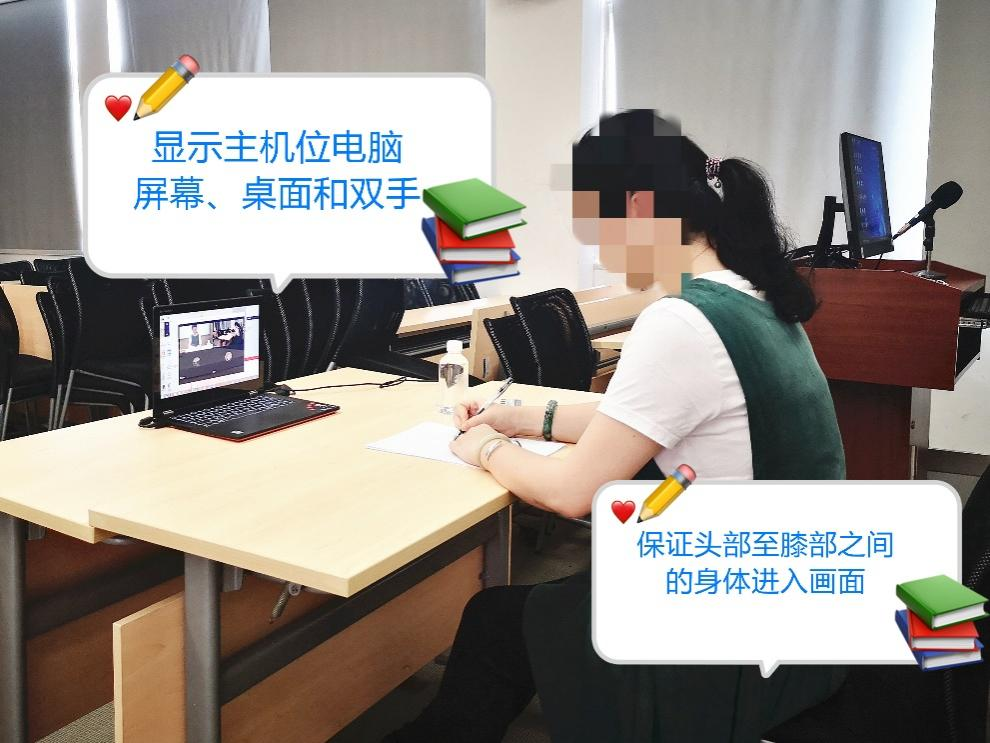 显示主机位电脑
屏幕、桌面和双手
保证头部至膝部之间
的身体进入画面